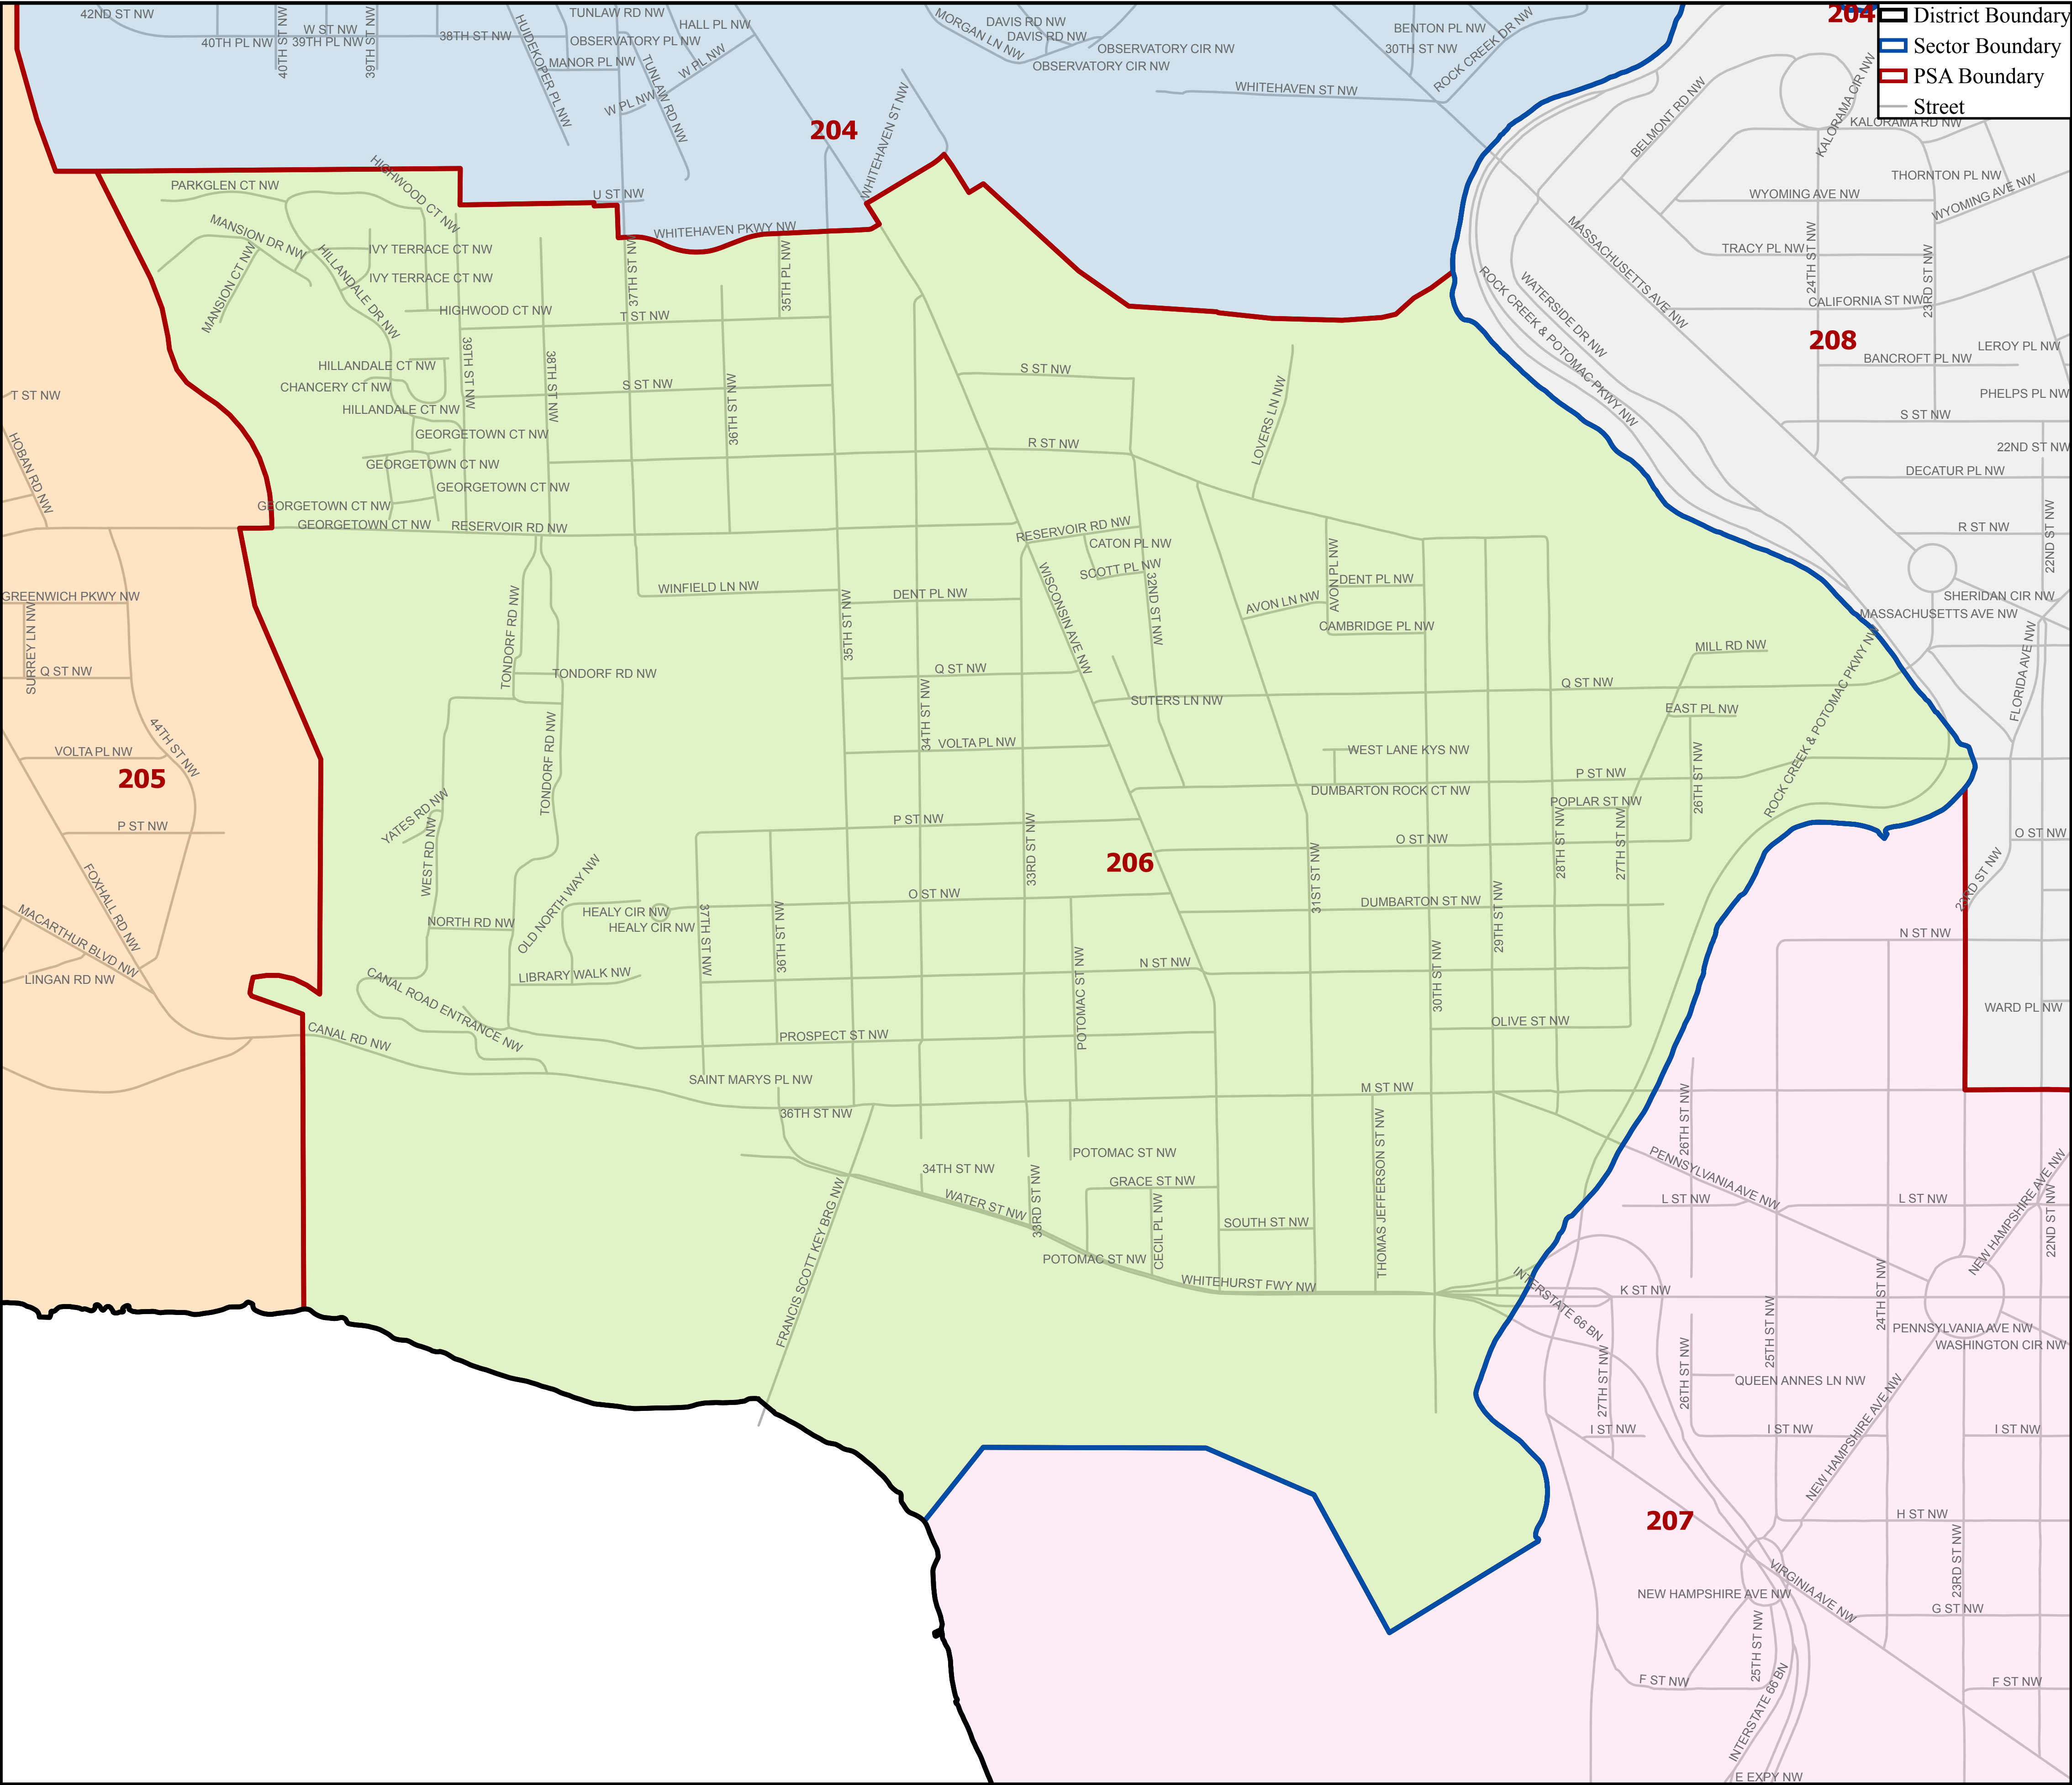 42ND ST NW
40TH PL NW
40TH ST NW
W ST NW
39TH PL NW
39TH ST NW
38TH ST NW
HUIDEKOPER PL NW
TUNLAW RD NW
OBSERVATORY PL NW
MANOR PL NW
HALL PL NW
W PL NW
W PL NW
TUNLAW RD NW
204
WHITEHAVEN ST NW
MORGAN LN NW
DAVIS RD NW
DAVIS RD NW
OBSERVATORY CIR NW
OBSERVATORY CIR NW
WHITEHAVEN ST NW
BENTON PL NW
30TH ST NW
ROCK CREEK DR NW
204
District Boundary
Sector Boundary
PSA Boundary
Street
BELMONT RD NW
KALORAMA CIR NW
KALORAMA RD NW
THORNTON PL NW
WYOMING AVE NW
WYOMING AVE NW
MASSACHUSETTS AVE NW
TRACY PL NW
24TH ST NW
23RD ST NW
CALIFORNIA ST NW
208
LEROY PL NW
BANCROFT PL NW
PHELPS PL NW
S ST NW
22ND ST NW
DECATUR PL NW
R ST NW
22ND ST NW
SHERIDAN CIR NW
MASSACHUSETTS AVE NW
FLORIDA AVE NW
ROCK CREEK & POTOMAC PKWY NW
WATERSIDE DR NW
PARKGLEN CT NW
HIGHWOOD CT NW
U ST NW
WHITEHAVEN PKWY NW
MANSION DR NW
MANSION CT NW
HILLANDALE DR NW
IVY TERRACE CT NW
IVY TERRACE CT NW
HIGHWOOD CT NW
37TH ST NW
35TH PL NW
T ST NW
39TH ST NW
38TH ST NW
HILLANDALE CT NW
CHANCERY CT NW
HILLANDALE CT NW
S ST NW
36TH ST NW
S ST NW
LOVERS LN NW
GEORGETOWN CT NW
GEORGETOWN CT NW
GEORGETOWN CT NW
GEORGETOWN CT NW
GEORGETOWN CT NW
RESERVOIR RD NW
R ST NW
RESERVOIR RD NW
CATON PL NW
SCOTT PL NW
32ND ST NW
WISCONSIN AVE NW
AVON PL NW
DENT PL NW
AVON LN NW
CAMBRIDGE PL NW
T ST NW
HOBAN RD NW
GREENWICH PKWY NW
SURREY LN NW
Q ST NW
44TH ST NW
VOLTA PL NW
205
P ST NW
FOXHALL RD NW
MACARTHUR BLVD NW
LINGAN RD NW
CANAL RD NW
TONDORF RD NW
TONDORF RD NW
TONDORF RD NW
WINFIELD LN NW
35TH ST NW
DENT PL NW
Q ST NW
34TH ST NW
VOLTA PL NW
SUTERS LN NW
Q ST NW
MILL RD NW
EAST PL NW
26TH ST NW
ROCK CREEK & POTOMAC PKWY NW
WEST LANE KYS NW
P ST NW
DUMBARTON ROCK CT NW
POPLAR ST NW
28TH ST NW
27TH ST NW
O ST NW
YATES RD NW
WEST RD NW
P ST NW
33RD ST NW
206
OLD NORTH WAY NW
NORTH RD NW
HEALY CIR NW
HEALY CIR NW
O ST NW
37TH ST NW
36TH ST NW
31ST ST NW
DUMBARTON ST NW
29TH ST NW
30TH ST NW
LIBRARY WALK NW
CANAL ROAD ENTRANCE NW
N ST NW
POTOMAC ST NW
OLIVE ST NW
PROSPECT ST NW
SAINT MARYS PL NW
36TH ST NW
M ST NW
THOMAS JEFFERSON ST NW
POTOMAC ST NW
34TH ST NW
33RD ST NW
GRACE ST NW
WATER ST NW
CECIL PL NW
SOUTH ST NW
POTOMAC ST NW
WHITEHURST FWY NW
FRANCIS SCOTT KEY BRG NW
O ST NW
23RD ST NW
N ST NW
WARD PL NW
26TH ST NW
PENNSYLVANIA AVE NW
L ST NW
L ST NW
NEW HAMPSHIRE AVE NW
22ND ST NW
INTERSTATE 66 BN
K ST NW
25TH ST NW
24TH ST NW
PENNSYLVANIA AVE NW
WASHINGTON CIR NW
27TH ST NW
26TH ST NW
QUEEN ANNES LN NW
NEW HAMPSHIRE AVE NW
I ST NW
I ST NW
I ST NW
207
H ST NW
23RD ST NW
VIRGINIA AVE NW
NEW HAMPSHIRE AVE NW
G ST NW
25TH ST NW
F ST NW
F ST NW
INTERSTATE 66 BN
E EXPY NW